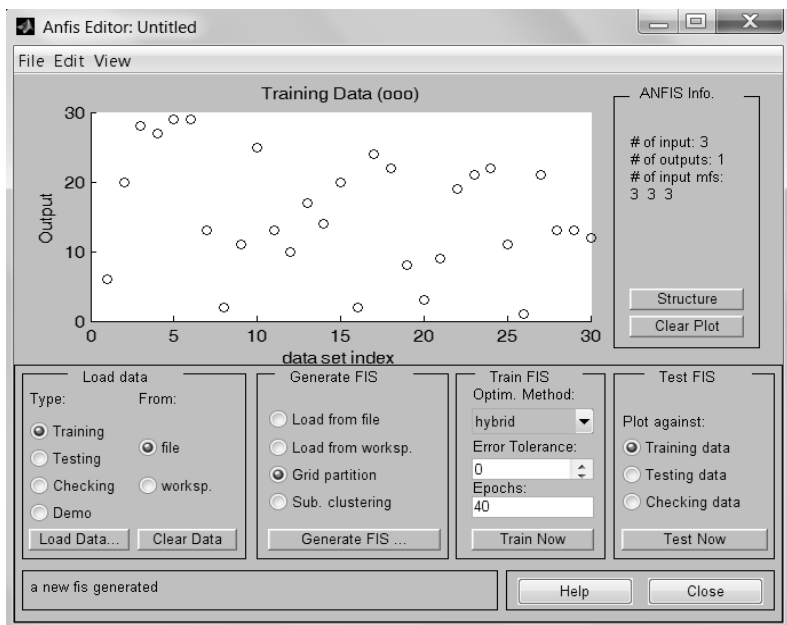 Anfis Editor: Untitled
File Edit View
Training Data (ooo)
ANFIS Info.
30
20
10
0
Output
0 5 10 15 20 25 30
data set index
# of input: 3
# of outputs: 1
# of input mfs:
3 3 3
Structure
Clear Plot
Load data
Type: From:
Training
Testing
Checking
Demo
file
worksp.
Load Data... Clear Data
Generate FIS
Load from file
Load from worksp.
Grid partition
Sub. clustering
Generate FIS ...
Train FIS
Optim. Method:
hybrid
Error Tolerance:
0
Epochs:
40
Train Now
Test FIS
Plot against:
Training data
Testing data
Checking data
Test Now
a new fis generated
Help Close